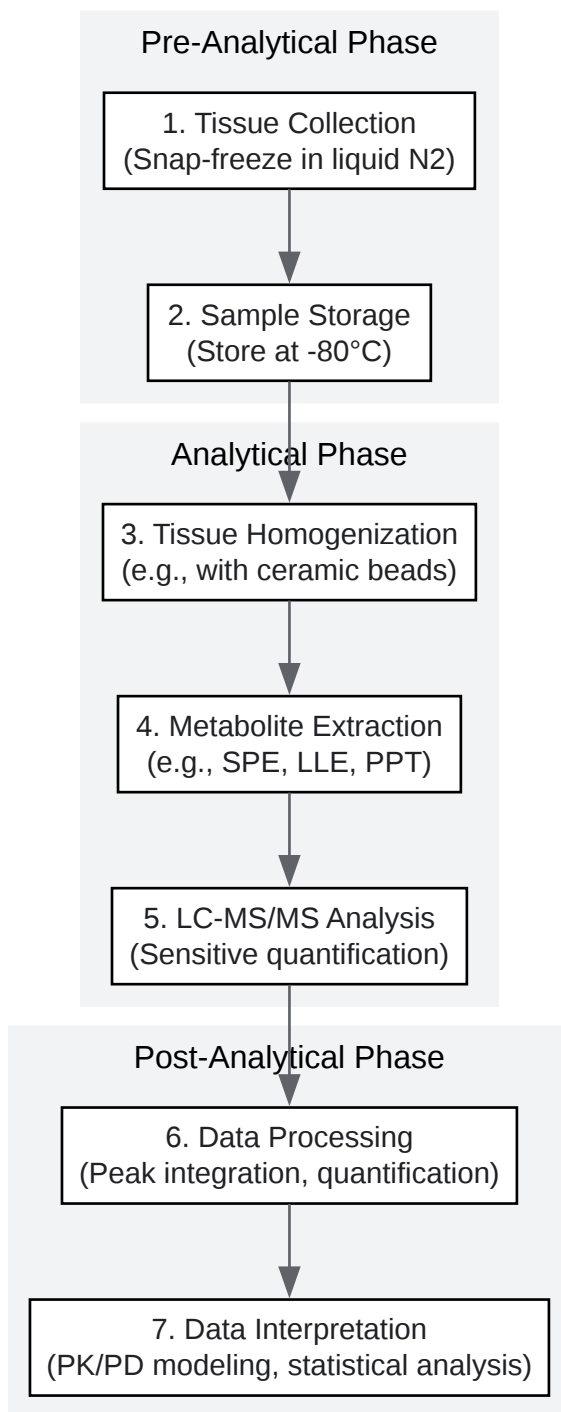 Pre-Analytical Phase
1. Tissue Collection
(Snap-freeze in liquid N2)
2. Sample Storage
(Store at -80°C)
Analytical Phase
3. Tissue Homogenization
(e.g., with ceramic beads)
4. Metabolite Extraction
(e.g., SPE, LLE, PPT)
5. LC-MS/MS Analysis
(Sensitive quantification)
Post-Analytical Phase
6. Data Processing
(Peak integration, quantification)
7. Data Interpretation
(PK/PD modeling, statistical analysis)